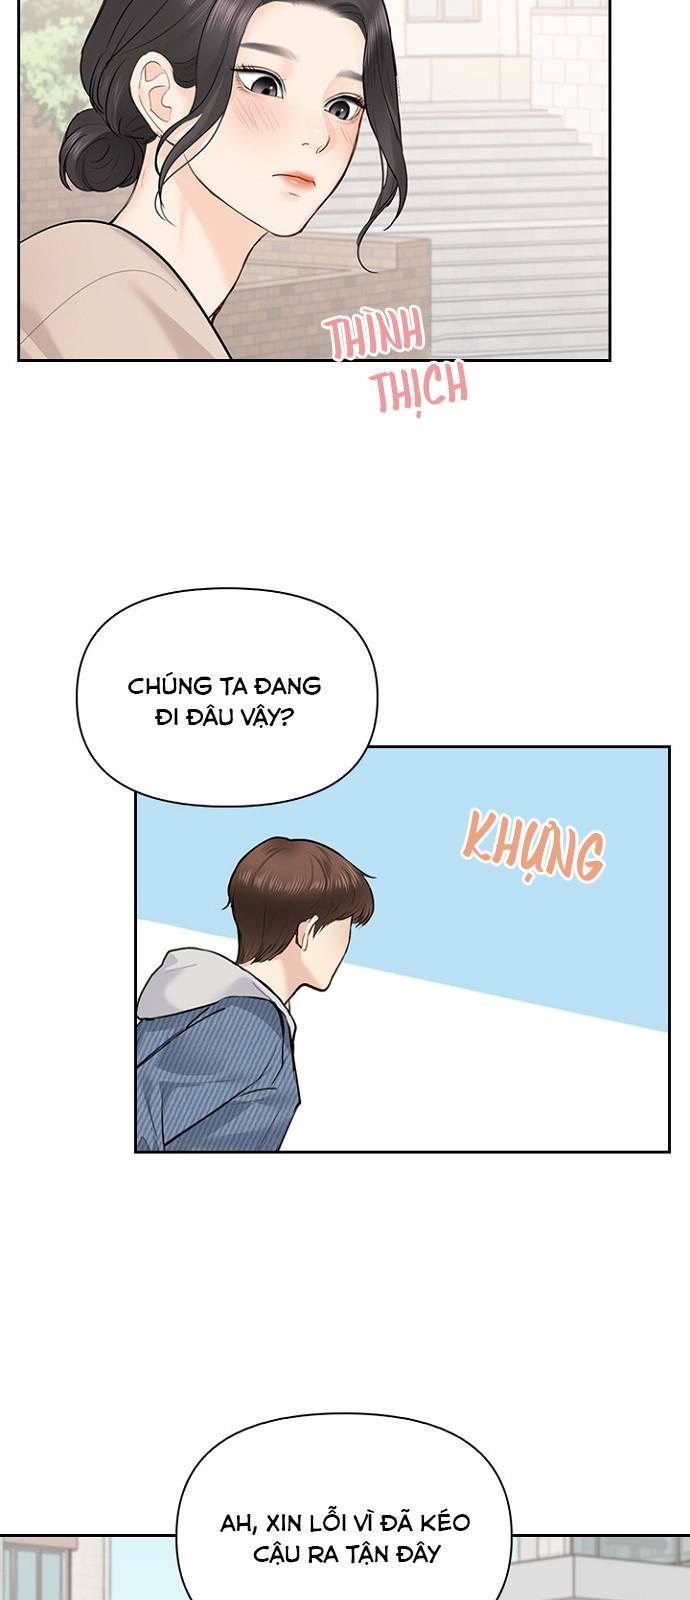 THÌNH
THỊCH
CHÚNG TA ĐANG
ĐI ĐÂU VẬY?
KHỰNG
AH, XIN LỖI VÌ ĐÃ KÉO
CẬU RA TẬN ĐÂY